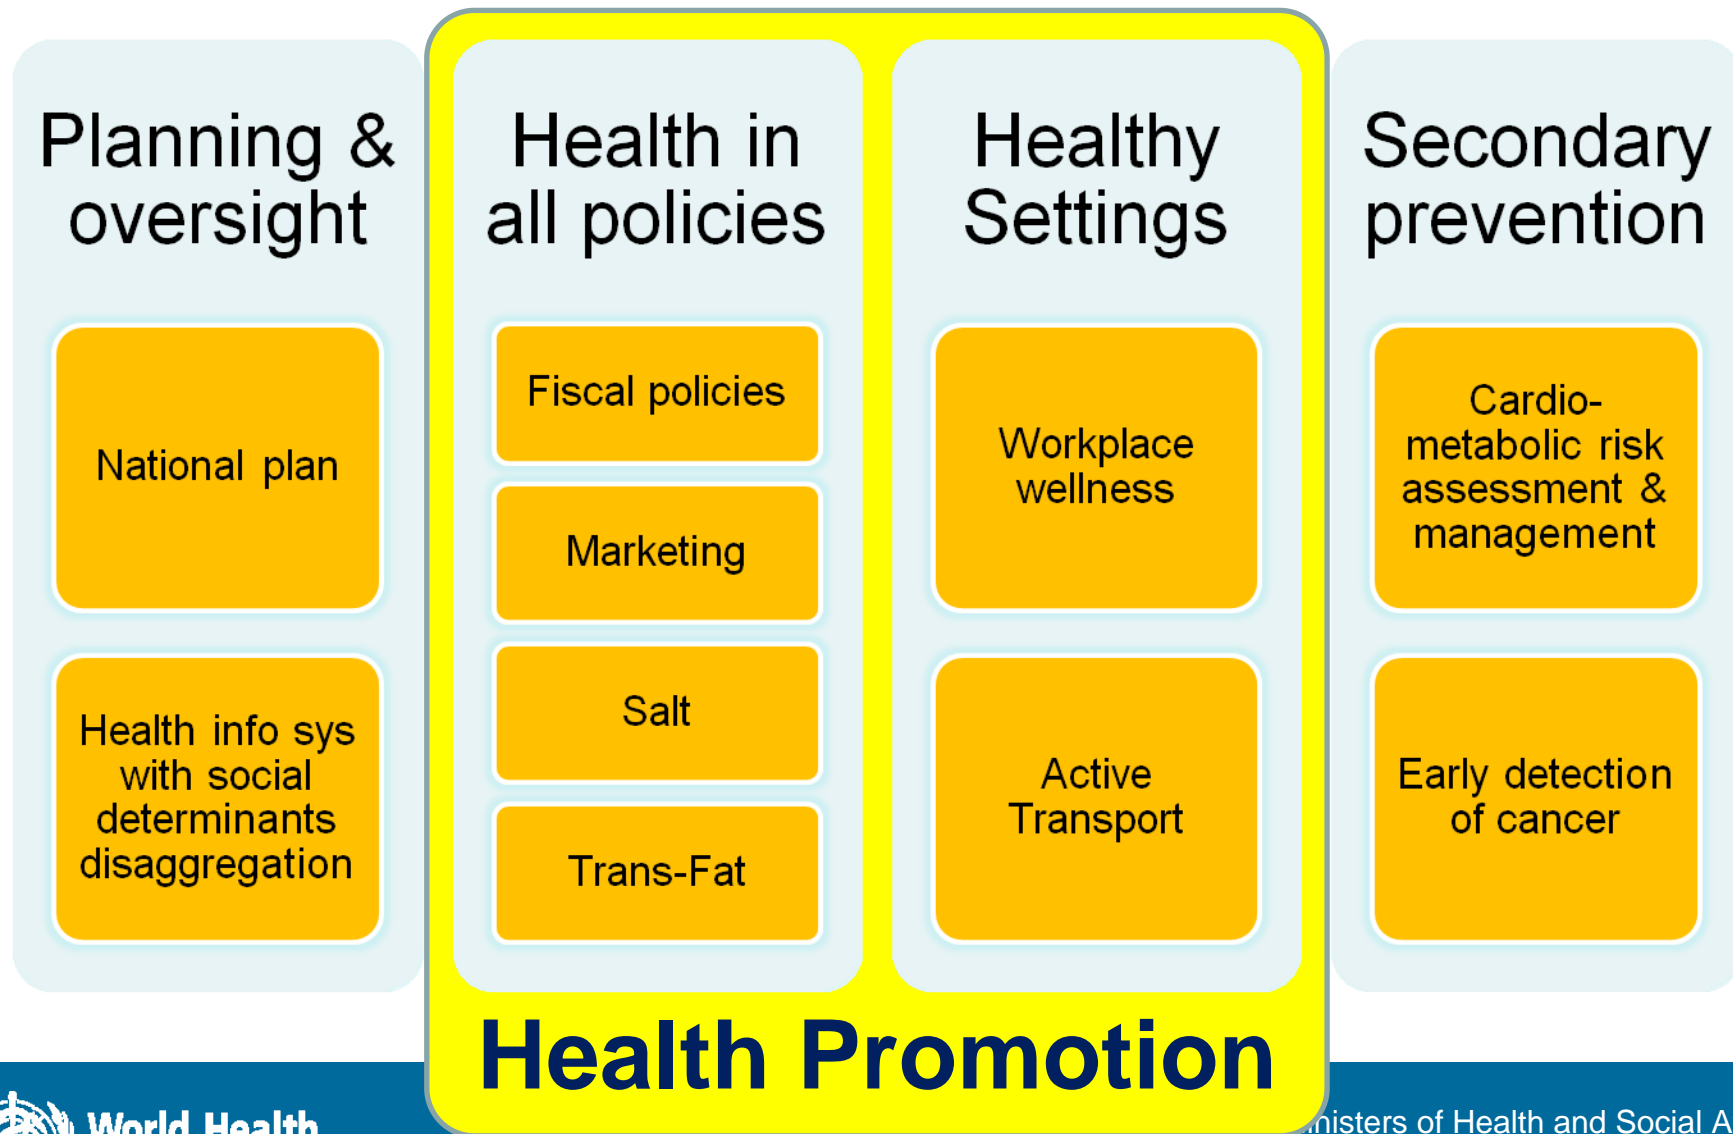 Planning &
oversight
National plan
Health info sys
with social
determinants
disaggregation
Health in
all policies
Fiscal policies
Marketing
Salt
Trans-Fat
Healthy
Settings
Workplace
wellness
Active
Transport
Secondary
prevention
Cardio-
metabolic risk
assessment &
management
Early detection
of cancer
Health Promotion
World Health
of Health and Social